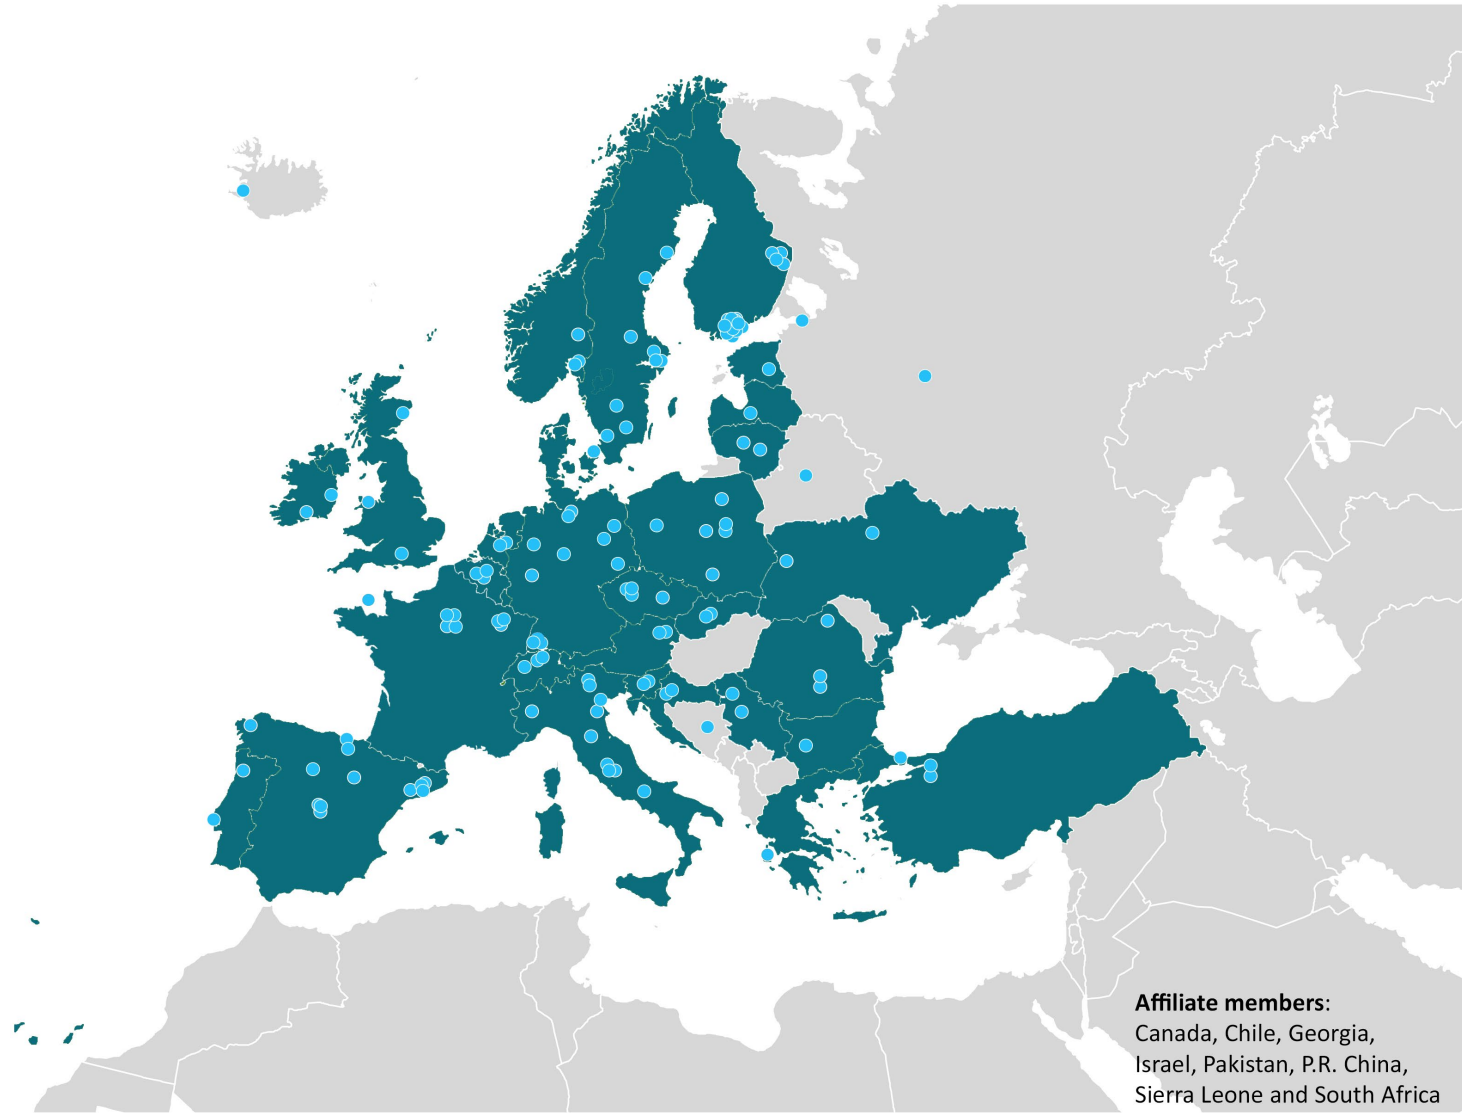 Affiliate members:
Canada, Chile, Georgia,
Israel, Pakistan, P.R. China,
Sierra Leone and South Africa